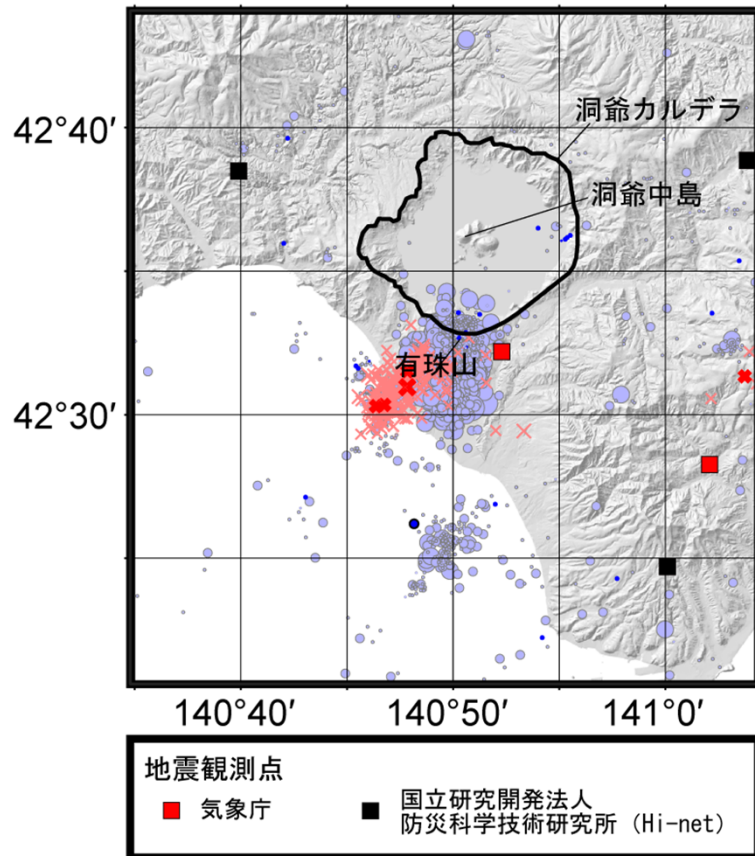 42°40′
洞爺カルデラ
洞爺中島
有珠山
42°30′
140°40′ 140°50′ 141°0′
地震観測点
気象庁
国立研究開発法人
防災科学技術研究所 (Hi-net)